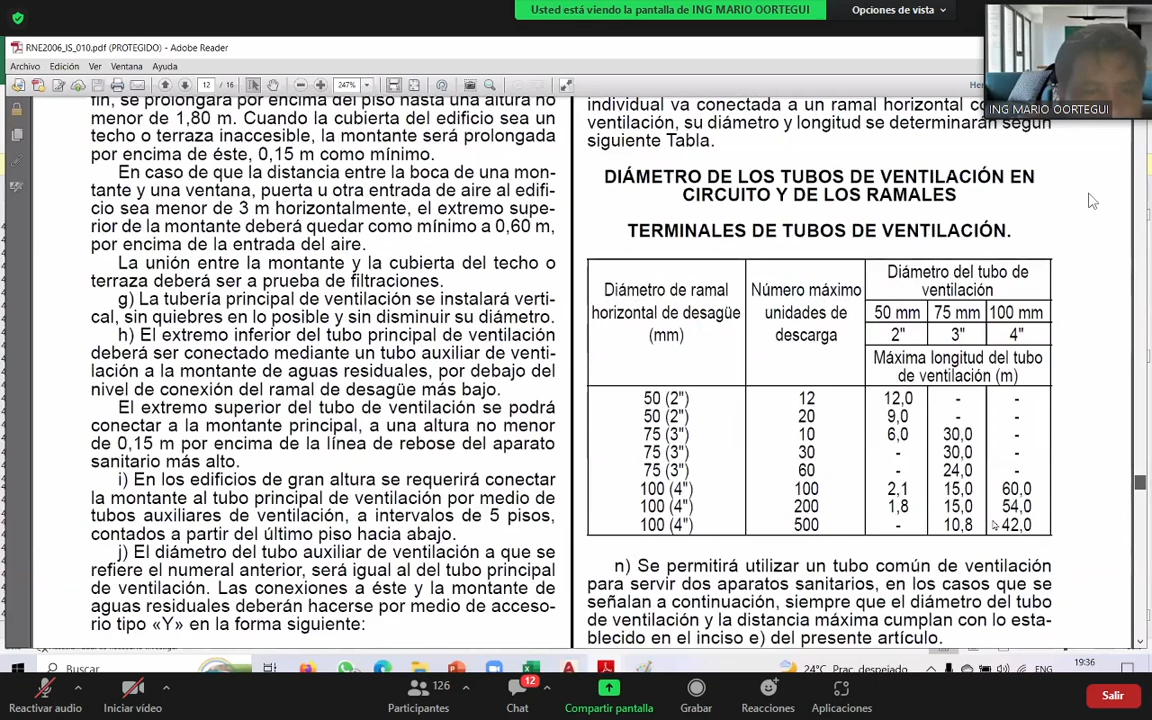 Usted está viendo la pantalla de ING MARIO OORTEGUI
Opciones de vista
RNE2006_IS_010.pdf (PROTEGIDO) - Adobe Reader
Archivo Edición Ver Ventana Ayuda
12 / 16
247%
ING MARIO OORTEGUI
fin, se prolongará por encima del piso hasta una altura no
menor de 1,80 m. Cuando la cubierta del edificio sea un
techo o terraza inaccesible, la montante será prolongada
por encima de éste, 0,15 m como mínimo.
En caso de que la distancia entre la boca de una mon-
tante y una ventana, puerta u otra entrada de aire al edifi-
cio sea menor de 3 m horizontalmente, el extremo supe-
rior de la montante deberá quedar como mínimo a 0,60 m,
por encima de la entrada del aire.
La unión entre la montante y la cubierta del techo o
terraza deberá ser a prueba de filtraciones.
g) La tubería principal de ventilación se instalará verti-
cal, sin quiebres en lo posible y sin disminuir su diámetro.
h) El extremo inferior del tubo principal de ventilación
deberá ser conectado mediante un tubo auxiliar de venti-
lación a la montante de aguas residuales, por debajo del
nivel de conexión del ramal de desagüe más bajo.
El extremo superior del tubo de ventilación se podrá
conectar a la montante principal, a una altura no menor
de 0,15 m por encima de la línea de rebose del aparato
sanitario más alto.
i) En los edificios de gran altura se requerirá conectar
la montante al tubo principal de ventilación por medio de
tubos auxiliares de ventilación, a intervalos de 5 pisos,
contados a partir del último piso hacia abajo.
j) El diámetro del tubo auxiliar de ventilación a que se
refiere el numeral anterior, será igual al del tubo principal
de ventilación. Las conexiones a éste y la montante de
aguas residuales deberán hacerse por medio de acceso-
rio tipo «Y» en la forma siguiente:
individual va conectada a un ramal horizontal
ventilación, su diámetro y longitud se determinarán según
siguiente Tabla.
DIÁMETRO DE LOS TUBOS DE VENTILACIÓN EN
CIRCUITO Y DE LOS RAMALES
TERMINALES DE TUBOS DE VENTILACIÓN.
Diámetro de ramal
horizontal de desagüe
(mm)
Número máximo
unidades de
descarga
Diámetro del tubo de
ventilación
50 mm 75 mm 100 mm
2" 3" 4"
Máxima longitud del tubo
de ventilación (m)
50 (2") 12 12,0 - -
50 (2") 20 9,0 - -
75 (3") 10 6,0 30,0 -
75 (3") 30 - 30,0 -
75 (3") 60 - 24,0 -
100 (4") 100 2,1 15,0 60,0
100 (4") 200 1,8 15,0 54,0
100 (4") 500 - 10,8 42,0
n) Se permitirá utilizar un tubo común de ventilación
para servir dos aparatos sanitarios, en los casos que se
señalan a continuación, siempre que el diámetro del tubo
de ventilación y la distancia máxima cumplan con lo esta-
blecido en el inciso e) del presente artículo.
Buscar
24°C Prac. despejado
ENG
19:36
Reactivar audio
Iniciar vídeo
126
Participantes
12
Chat
Compartir pantalla
Grabar
Reacciones
Aplicaciones
Salir